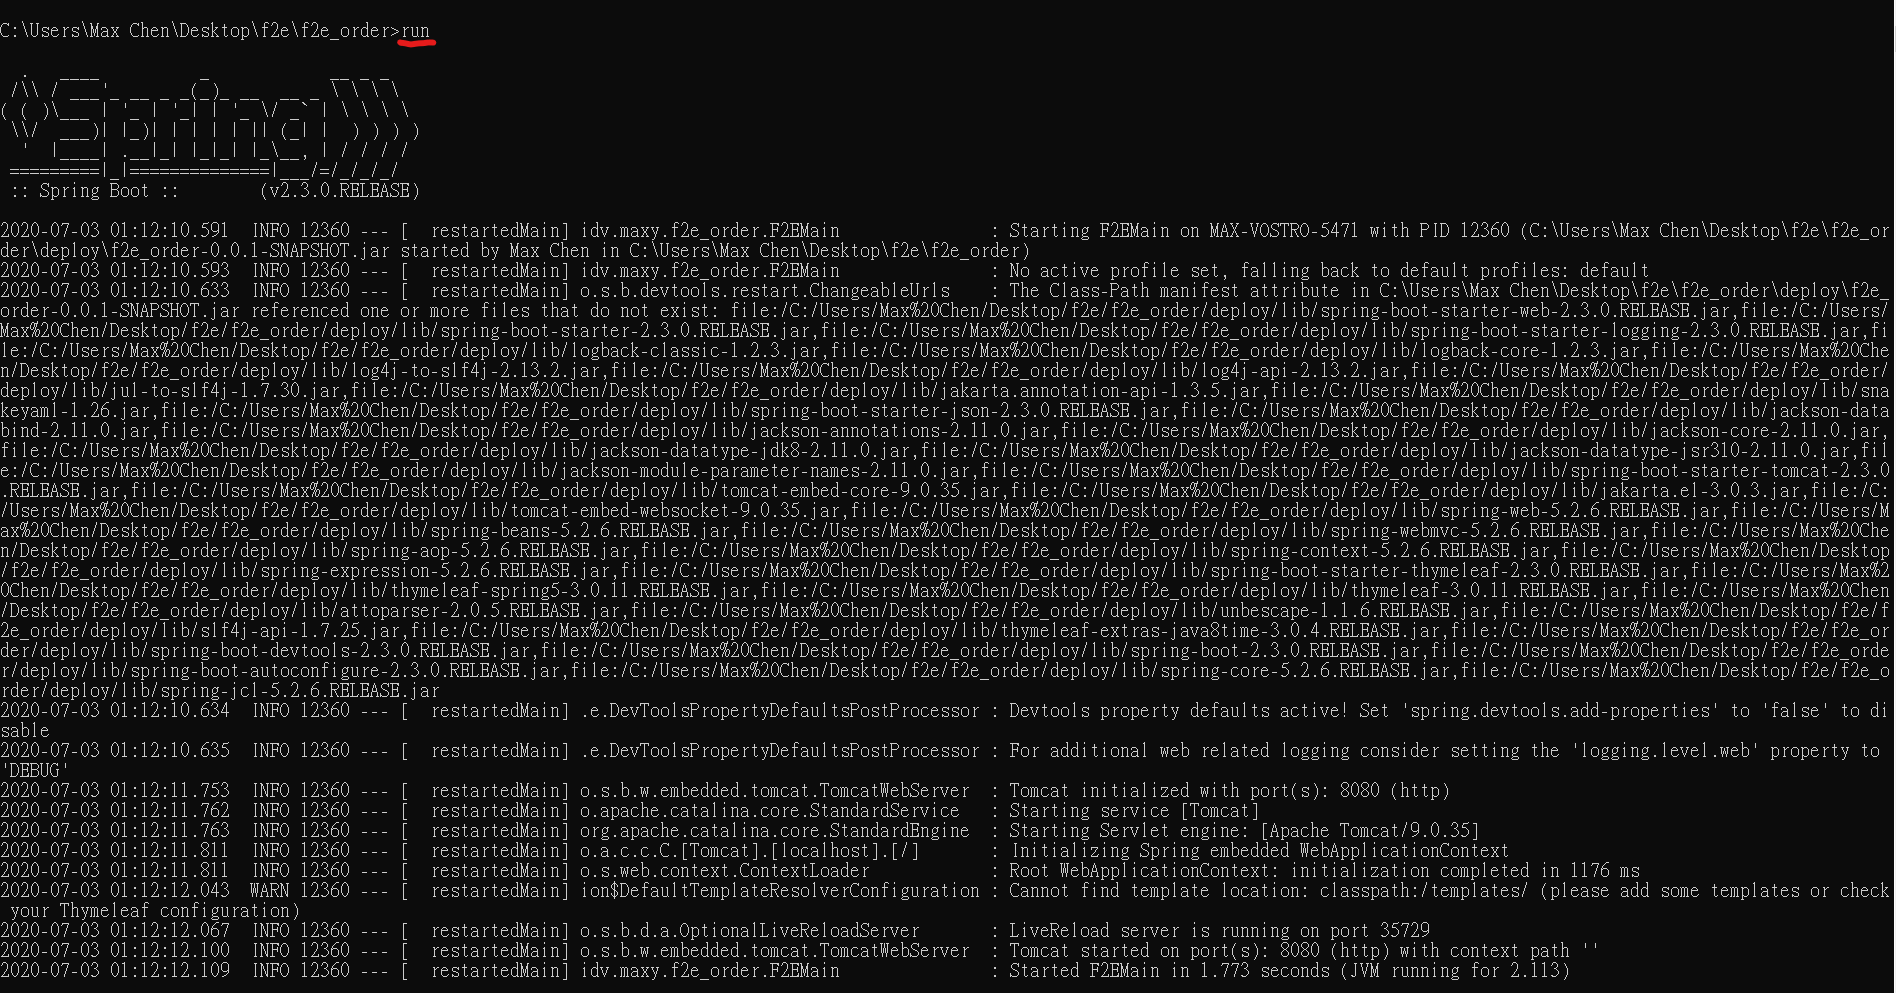 C:\Users\Max Chen\Desktop\f2e\f2e_order>run
  .   ____          _            __ _ _
 /\\ / ___'_ __ _ _(_)_ __  __ _ \ \ \ \
( ( )\___ | '_ | '_| | '_ \/ _` | \ \ \ \
 \\/  ___)| |_)| | | | | || (_| |  ) ) ) )
  '  |____| .__|_| |_|_| |_\__, | / / / /
 =========|_|==============|___/=/_/_/_/
 :: Spring Boot ::        (v2.3.0.RELEASE)
2020-07-03 01:12:10.591  INFO 12360 --- [  restartedMain] idv.maxy.f2e_order.F2EMain               : Starting F2EMain on MAX-VOSTRO-5471 with PID 12360 (C:\Users\Max Chen\Desktop\f2e\f2e_or
der\deploy\f2e_order-0.0.1-SNAPSHOT.jar started by Max Chen in C:\Users\Max Chen\Desktop\f2e\f2e_order)
2020-07-03 01:12:10.593  INFO 12360 --- [  restartedMain] idv.maxy.f2e_order.F2EMain               : No active profile set, falling back to default profiles: default
2020-07-03 01:12:10.633  INFO 12360 --- [  restartedMain] o.s.b.devtools.restart.ChangeableUrls    : The Class-Path manifest attribute in C:\Users\Max Chen\Desktop\f2e\f2e_order\deploy\f2e_
order-0.0.1-SNAPSHOT.jar referenced one or more files that do not exist: file:/C:/Users/Max%20Chen/Desktop/f2e/f2e_order/deploy/lib/spring-boot-starter-web-2.3.0.RELEASE.jar,file:/C:/Users/
Max%20Chen/Desktop/f2e/f2e_order/deploy/lib/spring-boot-starter-2.3.0.RELEASE.jar,file:/C:/Users/Max%20Chen/Desktop/f2e/f2e_order/deploy/lib/spring-boot-starter-logging-2.3.0.RELEASE.jar,fi
le:/C:/Users/Max%20Chen/Desktop/f2e/f2e_order/deploy/lib/logback-classic-1.2.3.jar,file:/C:/Users/Max%20Chen/Desktop/f2e/f2e_order/deploy/lib/logback-core-1.2.3.jar,file:/C:/Users/Max%20Che
n/Desktop/f2e/f2e_order/deploy/lib/log4j-to-slf4j-2.13.2.jar,file:/C:/Users/Max%20Chen/Desktop/f2e/f2e_order/deploy/lib/log4j-api-2.13.2.jar,file:/C:/Users/Max%20Chen/Desktop/f2e/f2e_order/
deploy/lib/jul-to-slf4j-1.7.30.jar,file:/C:/Users/Max%20Chen/Desktop/f2e/f2e_order/deploy/lib/jakarta.annotation-api-1.3.5.jar,file:/C:/Users/Max%20Chen/Desktop/f2e/f2e_order/deploy/lib/sna
keyaml-1.26.jar,file:/C:/Users/Max%20Chen/Desktop/f2e/f2e_order/deploy/lib/spring-boot-starter-json-2.3.0.RELEASE.jar,file:/C:/Users/Max%20Chen/Desktop/f2e/f2e_order/deploy/lib/jackson-data
bind-2.11.0.jar,file:/C:/Users/Max%20Chen/Desktop/f2e/f2e_order/deploy/lib/jackson-annotations-2.11.0.jar,file:/C:/Users/Max%20Chen/Desktop/f2e/f2e_order/deploy/lib/jackson-core-2.11.0.jar,
file:/C:/Users/Max%20Chen/Desktop/f2e/f2e_order/deploy/lib/jackson-datatype-jdk8-2.11.0.jar,file:/C:/Users/Max%20Chen/Desktop/f2e/f2e_order/deploy/lib/jackson-datatype-jsr310-2.11.0.jar,fil
e:/C:/Users/Max%20Chen/Desktop/f2e/f2e_order/deploy/lib/jackson-module-parameter-names-2.11.0.jar,file:/C:/Users/Max%20Chen/Desktop/f2e/f2e_order/deploy/lib/spring-boot-starter-tomcat-2.3.0
.RELEASE.jar,file:/C:/Users/Max%20Chen/Desktop/f2e/f2e_order/deploy/lib/tomcat-embed-core-9.0.35.jar,file:/C:/Users/Max%20Chen/Desktop/f2e/f2e_order/deploy/lib/jakarta.el-3.0.3.jar,file:/C:
/Users/Max%20Chen/Desktop/f2e/f2e_order/deploy/lib/tomcat-embed-websocket-9.0.35.jar,file:/C:/Users/Max%20Chen/Desktop/f2e/f2e_order/deploy/lib/spring-web-5.2.6.RELEASE.jar,file:/C:/Users/M
ax%20Chen/Desktop/f2e/f2e_order/deploy/lib/spring-beans-5.2.6.RELEASE.jar,file:/C:/Users/Max%20Chen/Desktop/f2e/f2e_order/deploy/lib/spring-webmvc-5.2.6.RELEASE.jar,file:/C:/Users/Max%20Che
n/Desktop/f2e/f2e_order/deploy/lib/spring-aop-5.2.6.RELEASE.jar,file:/C:/Users/Max%20Chen/Desktop/f2e/f2e_order/deploy/lib/spring-context-5.2.6.RELEASE.jar,file:/C:/Users/Max%20Chen/Desktop
/f2e/f2e_order/deploy/lib/spring-expression-5.2.6.RELEASE.jar,file:/C:/Users/Max%20Chen/Desktop/f2e/f2e_order/deploy/lib/spring-boot-starter-thymeleaf-2.3.0.RELEASE.jar,file:/C:/Users/Max%2
0Chen/Desktop/f2e/f2e_order/deploy/lib/thymeleaf-spring5-3.0.11.RELEASE.jar,file:/C:/Users/Max%20Chen/Desktop/f2e/f2e_order/deploy/lib/thymeleaf-3.0.11.RELEASE.jar,file:/C:/Users/Max%20Chen
/Desktop/f2e/f2e_order/deploy/lib/attoparser-2.0.5.RELEASE.jar,file:/C:/Users/Max%20Chen/Desktop/f2e/f2e_order/deploy/lib/unbescape-1.1.6.RELEASE.jar,file:/C:/Users/Max%20Chen/Desktop/f2e/f
2e_order/deploy/lib/slf4j-api-1.7.25.jar,file:/C:/Users/Max%20Chen/Desktop/f2e/f2e_order/deploy/lib/thymeleaf-extras-java8time-3.0.4.RELEASE.jar,file:/C:/Users/Max%20Chen/Desktop/f2e/f2e_or
der/deploy/lib/spring-boot-devtools-2.3.0.RELEASE.jar,file:/C:/Users/Max%20Chen/Desktop/f2e/f2e_order/deploy/lib/spring-boot-2.3.0.RELEASE.jar,file:/C:/Users/Max%20Chen/Desktop/f2e/f2e_orde
r/deploy/lib/spring-boot-autoconfigure-2.3.0.RELEASE.jar,file:/C:/Users/Max%20Chen/Desktop/f2e/f2e_order/deploy/lib/spring-core-5.2.6.RELEASE.jar,file:/C:/Users/Max%20Chen/Desktop/f2e/f2e_o
rder/deploy/lib/spring-jcl-5.2.6.RELEASE.jar
2020-07-03 01:12:10.634  INFO 12360 --- [  restartedMain] .e.DevToolsPropertyDefaultsPostProcessor : Devtools property defaults active! Set 'spring.devtools.add-properties' to 'false' to di
sable
2020-07-03 01:12:10.635  INFO 12360 --- [  restartedMain] .e.DevToolsPropertyDefaultsPostProcessor : For additional web related logging consider setting the 'logging.level.web' property to
'DEBUG'
2020-07-03 01:12:11.753  INFO 12360 --- [  restartedMain] o.s.b.w.embedded.tomcat.TomcatWebServer  : Tomcat initialized with port(s): 8080 (http)
2020-07-03 01:12:11.762  INFO 12360 --- [  restartedMain] o.apache.catalina.core.StandardService   : Starting service [Tomcat]
2020-07-03 01:12:11.763  INFO 12360 --- [  restartedMain] org.apache.catalina.core.StandardEngine  : Starting Servlet engine: [Apache Tomcat/9.0.35]
2020-07-03 01:12:11.811  INFO 12360 --- [  restartedMain] o.a.c.c.C.[Tomcat].[localhost].[/]       : Initializing Spring embedded WebApplicationContext
2020-07-03 01:12:11.811  INFO 12360 --- [  restartedMain] o.s.web.context.ContextLoader            : Root WebApplicationContext: initialization completed in 1176 ms
2020-07-03 01:12:12.043  WARN 12360 --- [  restartedMain] ion$DefaultTemplateResolverConfiguration : Cannot find template location: classpath:/templates/ (please add some templates or check
 your Thymeleaf configuration)
2020-07-03 01:12:12.067  INFO 12360 --- [  restartedMain] o.s.b.d.a.OptionalLiveReloadServer       : LiveReload server is running on port 35729
2020-07-03 01:12:12.100  INFO 12360 --- [  restartedMain] o.s.b.w.embedded.tomcat.TomcatWebServer  : Tomcat started on port(s): 8080 (http) with context path ''
2020-07-03 01:12:12.109  INFO 12360 --- [  restartedMain] idv.maxy.f2e_order.F2EMain               : Started F2EMain in 1.773 seconds (JVM running for 2.113)